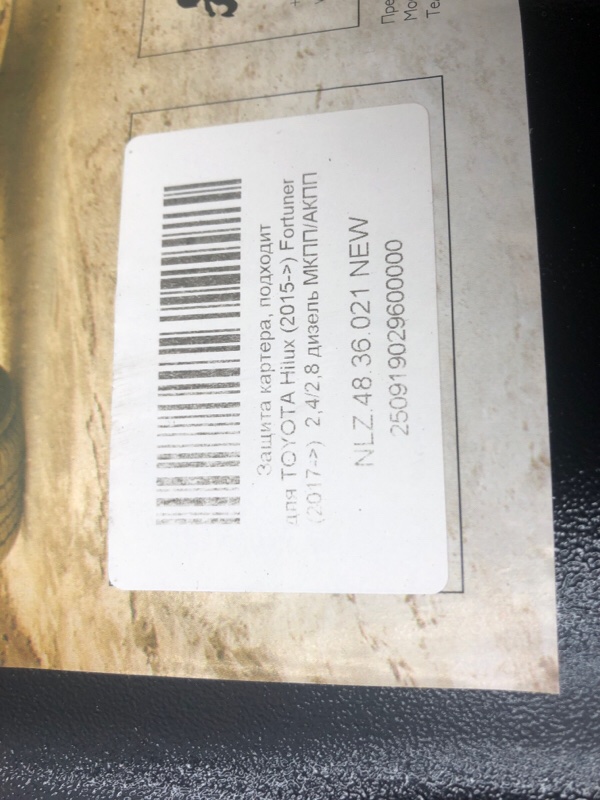 Защита картера, подходит
для TOYOTA Hilux (2015->) Fortuner
(2017->) 2,4/2,8 дизель МКПП/АКПП
NLZ.48.36.021 NEW
250919029600000